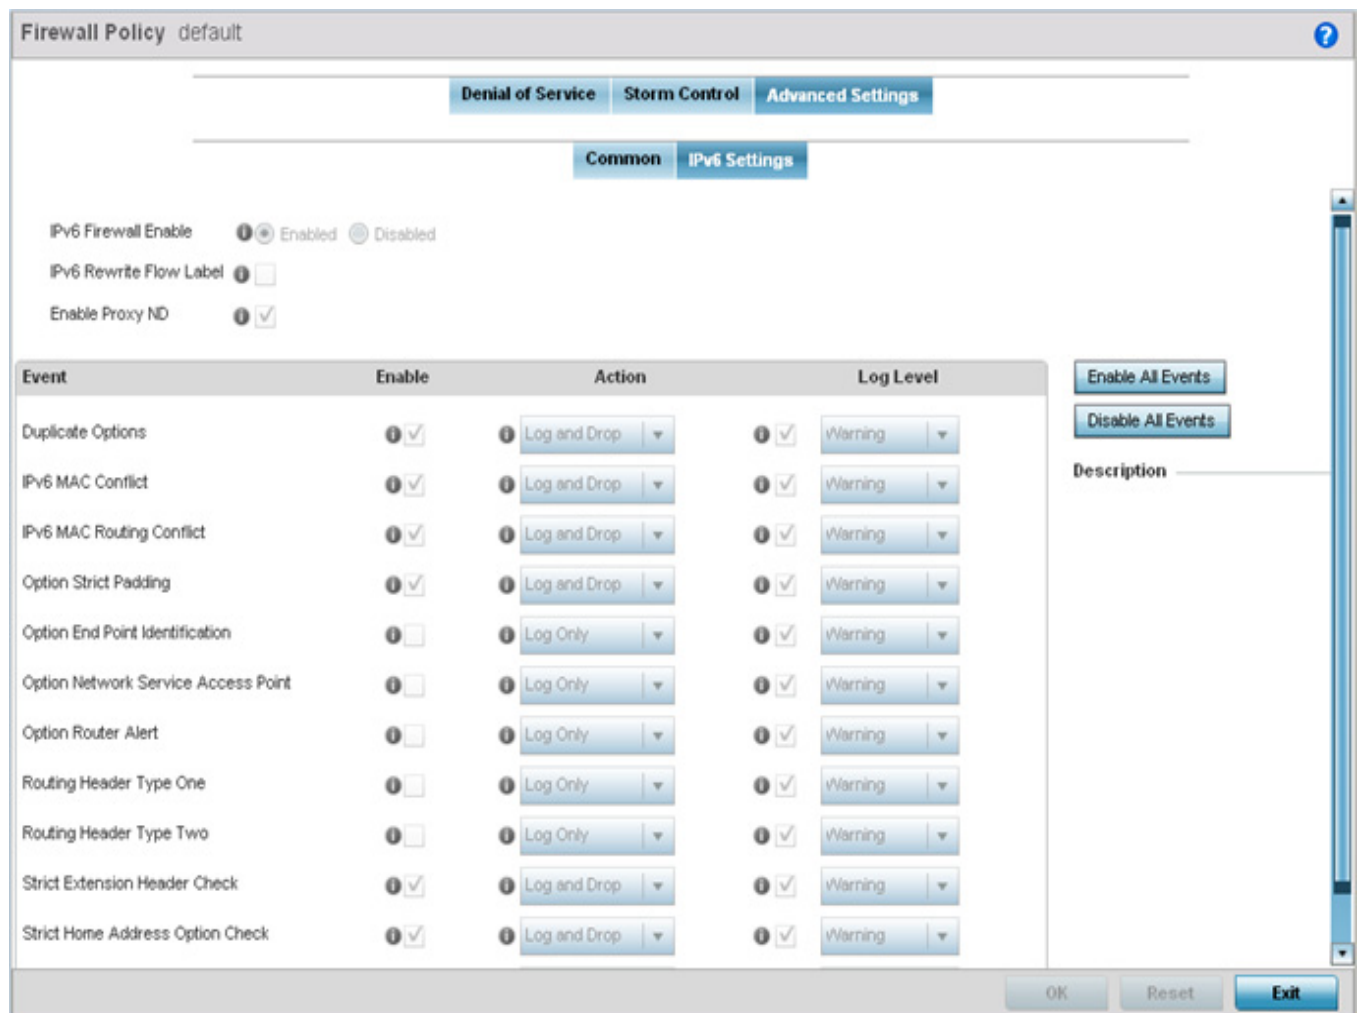 Firewall Policy default
Denial of Service Storm Control Advanced Settings
Common IPv6 Settings
IPv6 Firewall Enable Enabled Disabled
IPv6 Rewrite Flow Label
Enable Proxy ND
Event Enable Action Log Level
Enable All Events
Duplicate Options Log and Drop Warning
Disable All Events
Description
IPv6 MAC Conflict Log and Drop Warning
IPv6 MAC Routing Conflict Log and Drop Warning
Option Strict Padding Log and Drop Warning
Option End Point Identification Log Only Warning
Option Network Service Access Point Log Only Warning
Option Router Alert Log Only Warning
Routing Header Type One Log Only Warning
Routing Header Type Two Log Only Warning
Strict Extension Header Check Log and Drop Warning
Strict Home Address Option Check Log and Drop Warning
OK Reset Exit